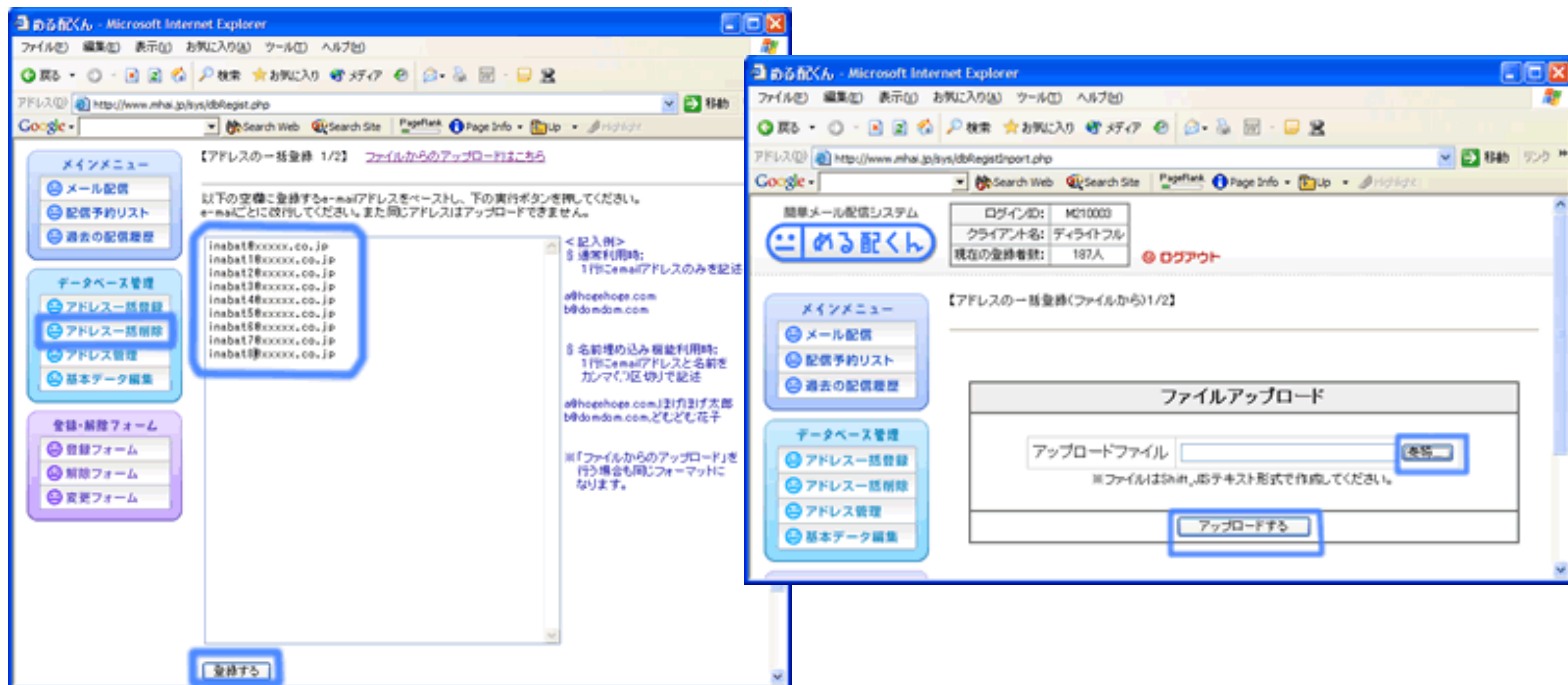 める配くん - Microsoft Internet Explorer
ファイル(F) 編集(E) 表示(V) お気に入り(A) ツール(T) ヘルプ(H)
戻る 検索 お気に入り メディア
アドレス(D) http://www.mhai.jp/sys/dbRegist.php 移動
Google Search Web Search Site PageRank Page Info Up Highlight
メインメニュー
メール配信
配信予約リスト
過去の配信履歴
データベース管理
アドレス一括登録
アドレス一括削除
アドレス管理
基本データ編集
登録・解除フォーム
登録フォーム
解除フォーム
変更フォーム
【アドレスの一括登録 1/2】 ファイルからのアップロードはこちら
以下の空欄に登録するe-mailアドレスをペーストし、下の実行ボタンを押してください。
e-mailごとに改行してください。また同じアドレスはアップロードできません。
inabat@xxxxx.co.jp
inabat1@xxxxx.co.jp
inabat2@xxxxx.co.jp
inabat3@xxxxx.co.jp
inabat4@xxxxx.co.jp
inabat5@xxxxx.co.jp
inabat6@xxxxx.co.jp
inabat7@xxxxx.co.jp
inabat8@xxxxx.co.jp
<記入例>
§ 通常利用時:
1行にemailアドレスのみを記述
a@hogehoge.com
b@domdom.com
§ 名前埋め込み機能利用時:
1行にemailアドレスと名前を
カンマ(,)区切りで記述
a@hogehoge.com,ほげほげ太郎
b@domdom.com,どむどむ花子
※「ファイルからのアップロード」を
行う場合も同じフォーマットに
なります。
登録する
める配くん - Microsoft Internet Explorer
ファイル(F) 編集(E) 表示(V) お気に入り(A) ツール(T) ヘルプ(H)
戻る 検索 お気に入り メディア
アドレス(D) http://www.mhai.jp/sys/dbRegistInport.php 移動 リンク »
Google Search Web Search Site PageRank Page Info Up Highlight
簡単メール配信システム
める配くん
ログインID: M210003
クライアント名: ディライトフル
現在の登録者数: 187人
ログアウト
メインメニュー
メール配信
配信予約リスト
過去の配信履歴
データベース管理
アドレス一括登録
アドレス一括削除
アドレス管理
基本データ編集
【アドレスの一括登録(ファイルから)1/2】
ファイルアップロード
アップロードファイル 参照...
※ファイルはShift_JISテキスト形式で作成してください。
アップロードする